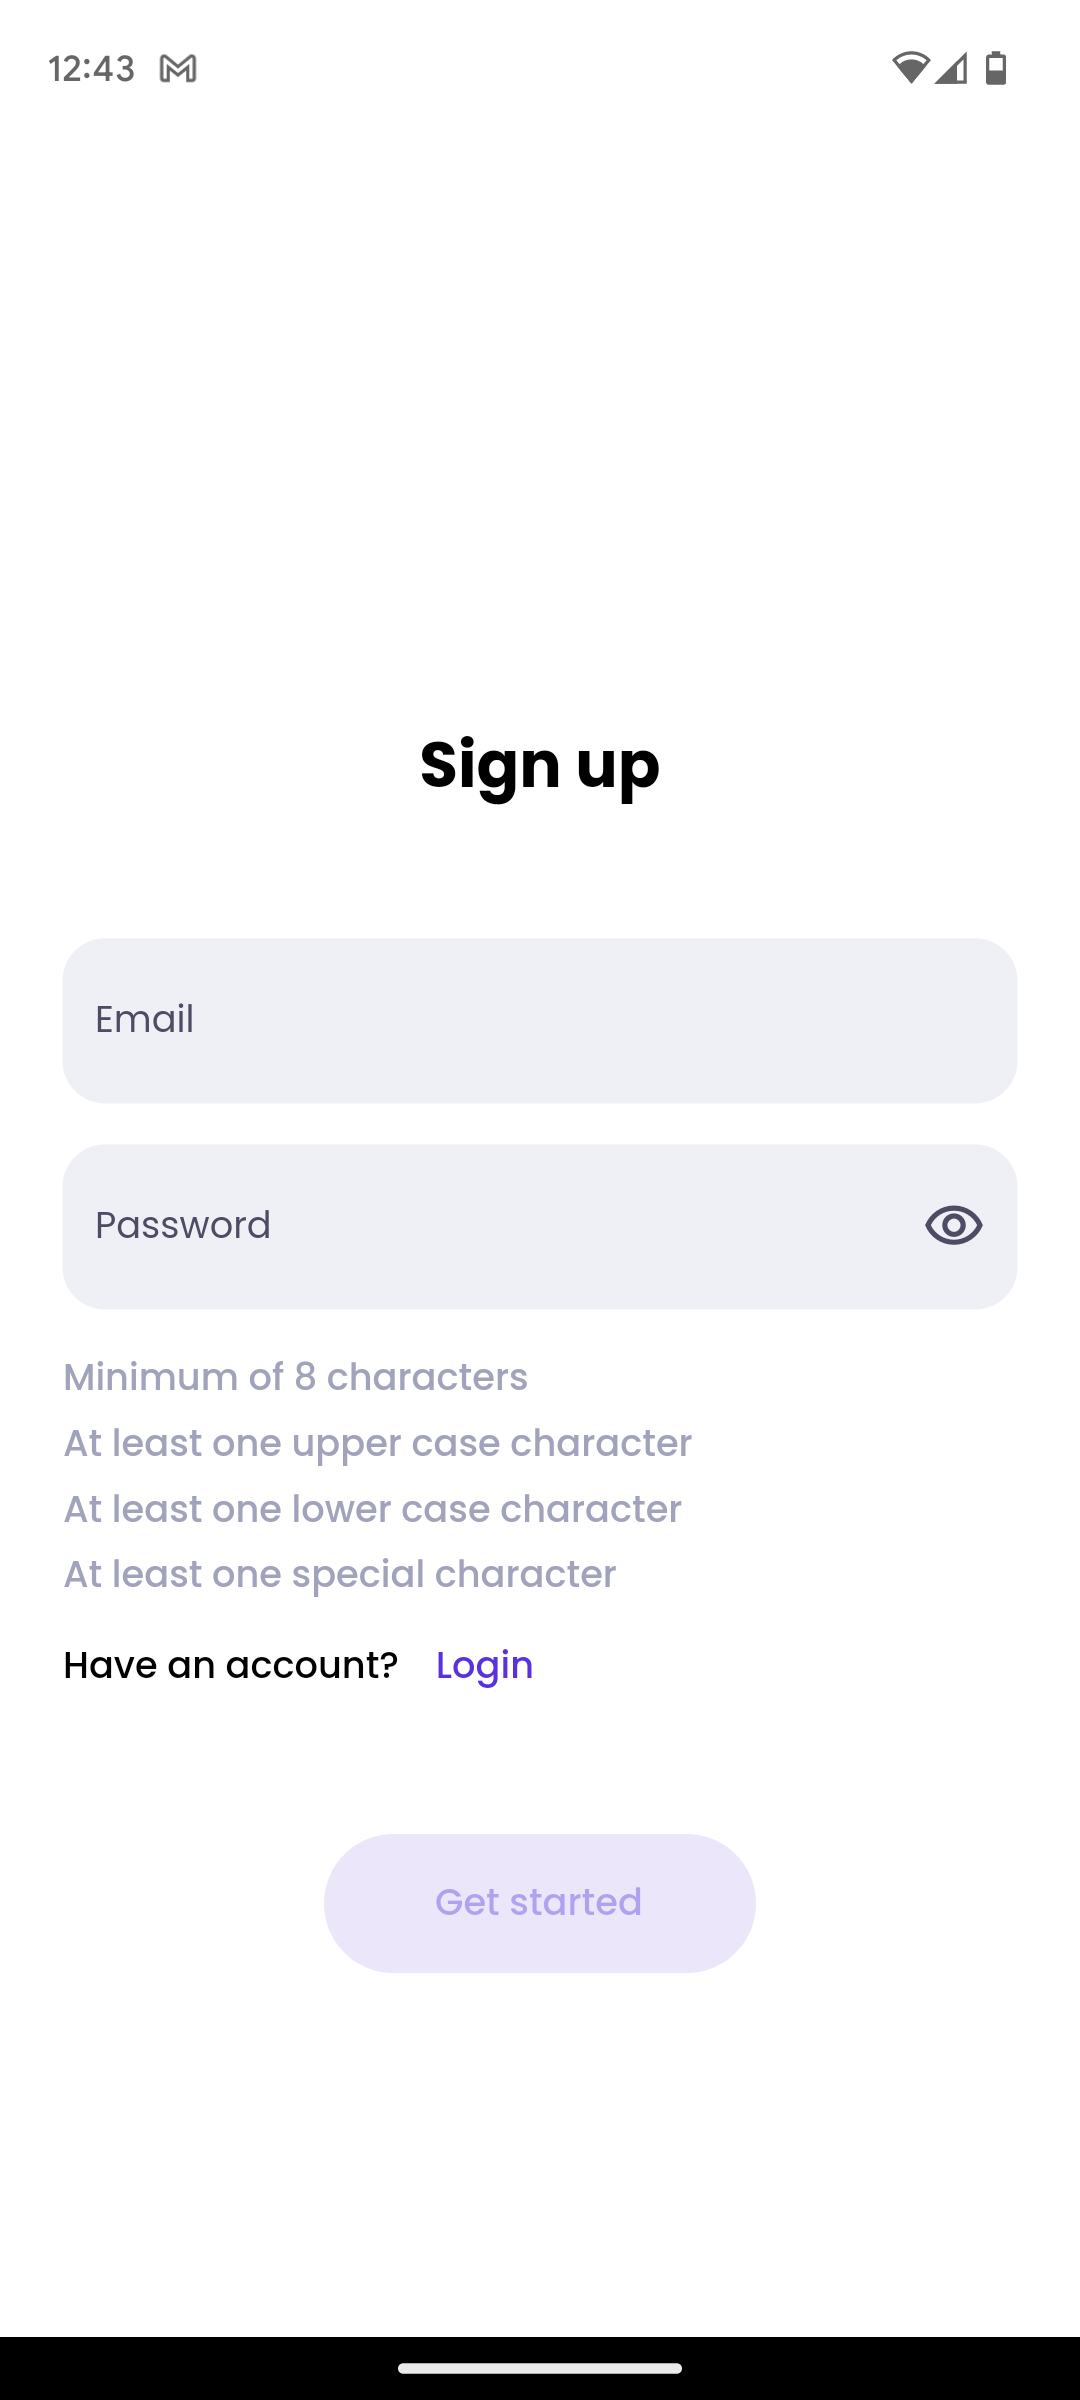 12:43
Sign up
Email
Password
Minimum of 8 characters
At least one upper case character
At least one lower case character
At least one special character
Have an account? Login
Get started